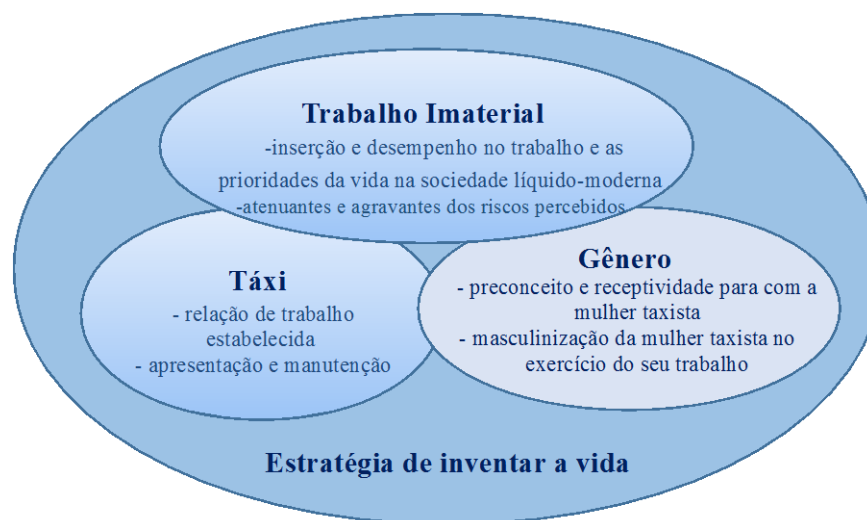 Trabalho Imaterial
-inserção e desempenho no trabalho e as
prioridades da vida na sociedade líquido-moderna
-atenuantes e agravantes dos riscos percebidos
Táxi
- relação de trabalho
estabelecida
- apresentação e manutenção
Gênero
- preconceito e receptividade para com a
mulher taxista
- masculinização da mulher taxista no
exercício do seu trabalho
Estratégia de inventar a vida